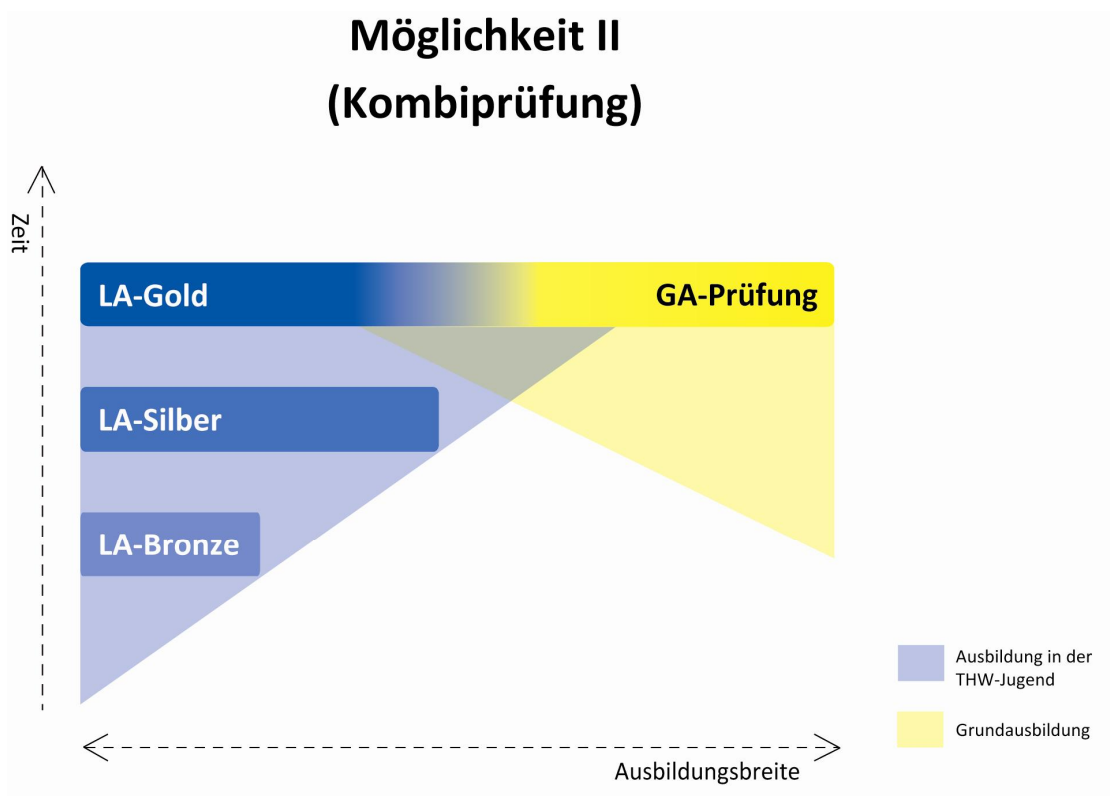 Möglichkeit II
(Kombiprüfung)
Zeit
LA-Gold
GA-Prüfung
LA-Silber
LA-Bronze
Ausbildung in der
THW-Jugend
Grundausbildung
Ausbildungsbreite